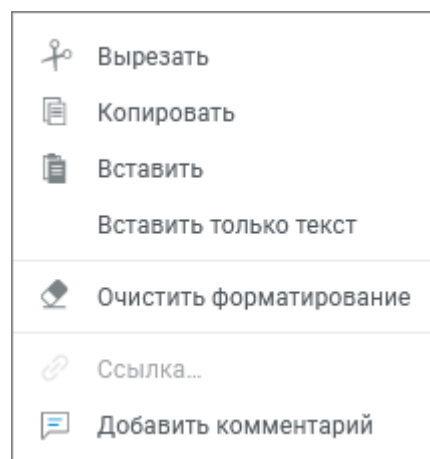 Вырезать
Копировать
Вставить
Вставить только текст
Очистить форматирование
Ссылка...
Добавить комментарий